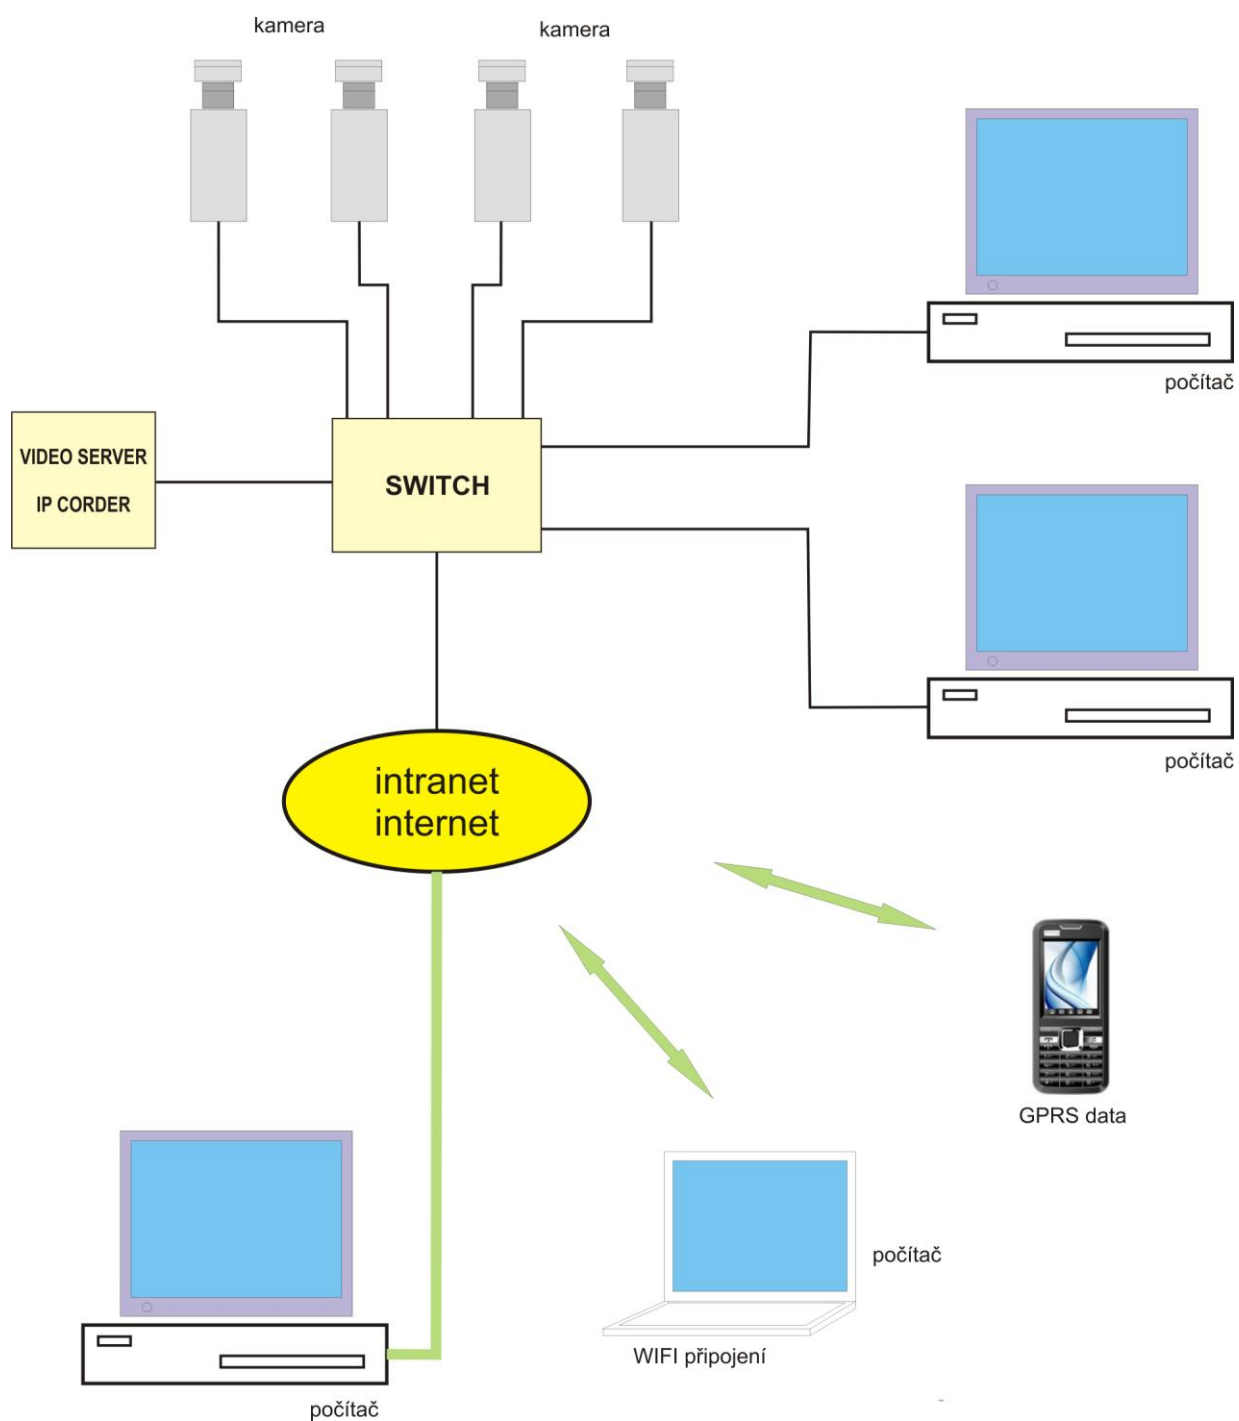 kamera
kamera
počítač
VIDEO SERVER
IP CORDER
SWITCH
počítač
intranet
internet
GPRS data
počítač
WIFI připojení
počítač